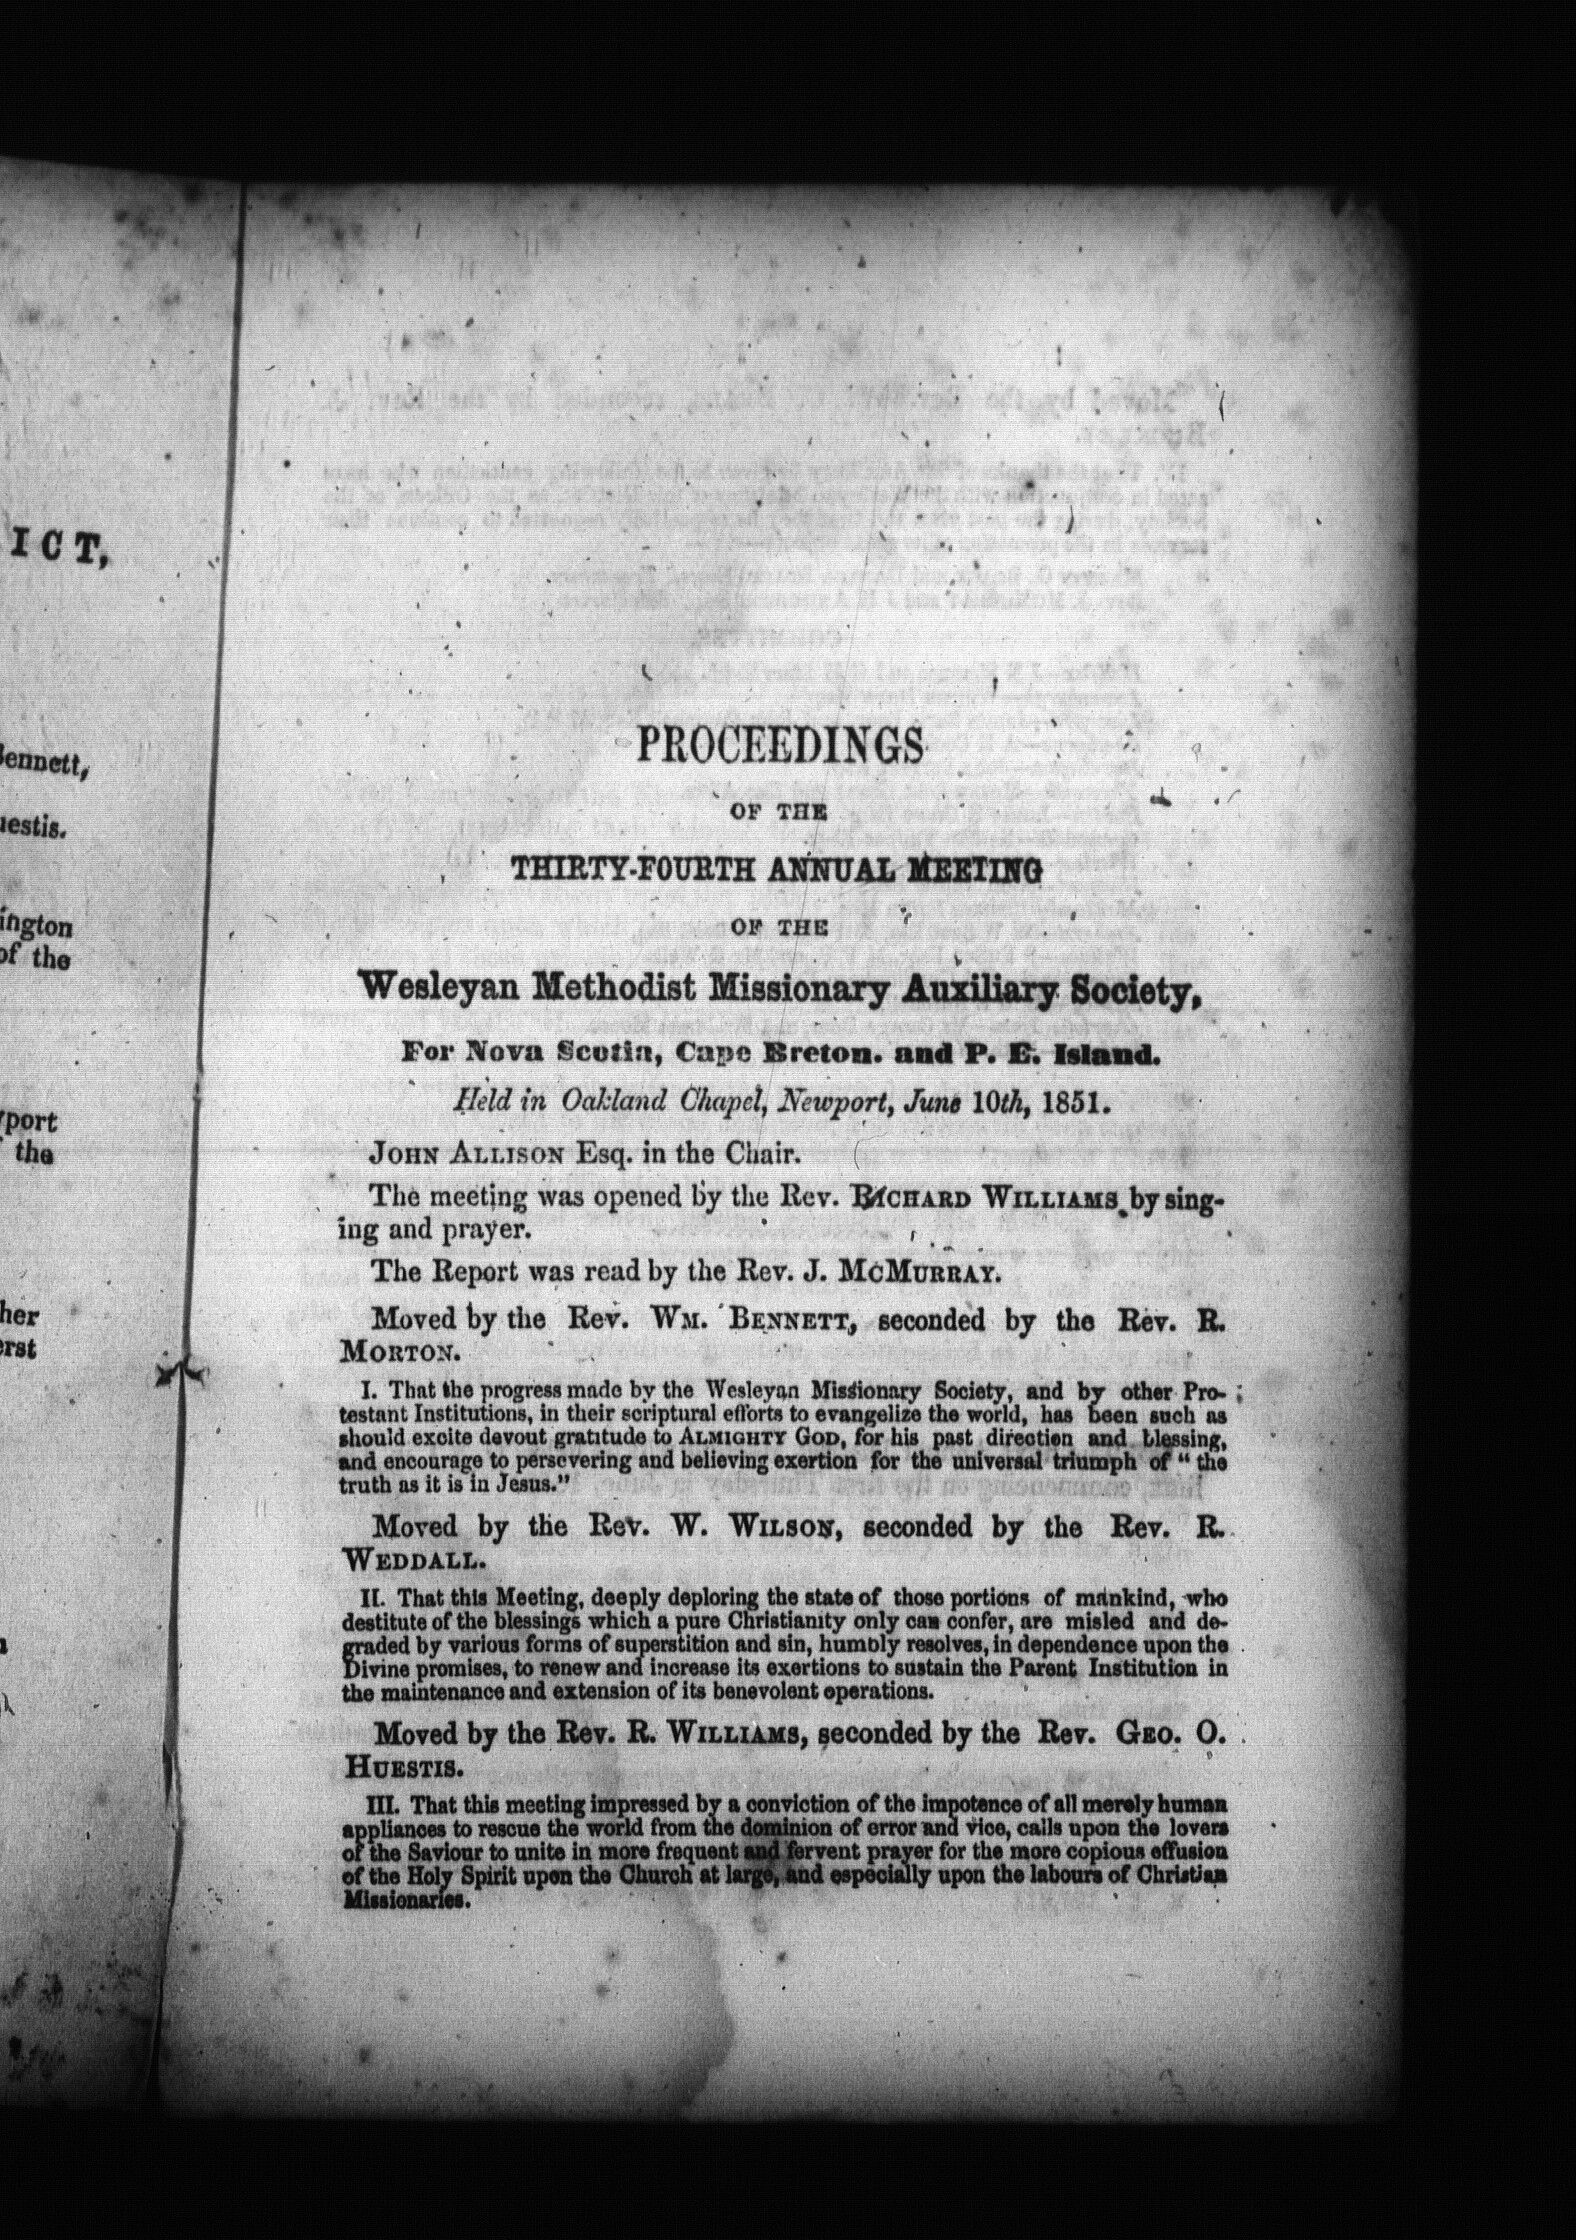 ICT,
Bennett,
uestis.
ington
of the
port
the
her
erst
PROCEEDINGS
OF THE
THIRTY-FOURTH ANNUAL MEETING
OF THE
Wesleyan Methodist Missionary Auxiliary Society,
For Nova Scotia, Cape Breton. and P. E. Island.
Held in Oakland Chapel, Newport, June 10th, 1851.
JOHN ALLISON Esq. in the Chair.
The meeting was opened by the Rev. RICHARD WILLIAMS by sing-
ing and prayer.
The Report was read by the Rev. J. MCMURRAY.
Moved by the Rev. WM. BENNETT, seconded by the Rev. R.
MORTON.
I. That the progress made by the Wesleyan Missionary Society, and by other Pro-
testant Institutions, in their scriptural efforts to evangelize the world, has been such as
should excite devout gratitude to ALMIGHTY GOD, for his past direction and blessing,
and encourage to persevering and believing exertion for the universal triumph of “ the
truth as it is in Jesus.”
Moved by the Rev. W. WILSON, seconded by the Rev. R.
WEDDALL.
II. That this Meeting, deeply deploring the state of those portions of mankind, who
destitute of the blessings which a pure Christianity only can confer, are misled and de-
graded by various forms of superstition and sin, humbly resolves, in dependence upon the
Divine promises, to renew and increase its exertions to sustain the Parent Institution in
the maintenance and extension of its benevolent operations.
Moved by the Rev. R. WILLIAMS, seconded by the Rev. GEO. O.
HUESTIS.
III. That this meeting impressed by a conviction of the impotence of all merely human
appliances to rescue the world from the dominion of error and vice, calls upon the lovers
of the Saviour to unite in more frequent and fervent prayer for the more copious effusion
of the Holy Spirit upon the Church at large, and especially upon the labours of Christian
Missionaries.